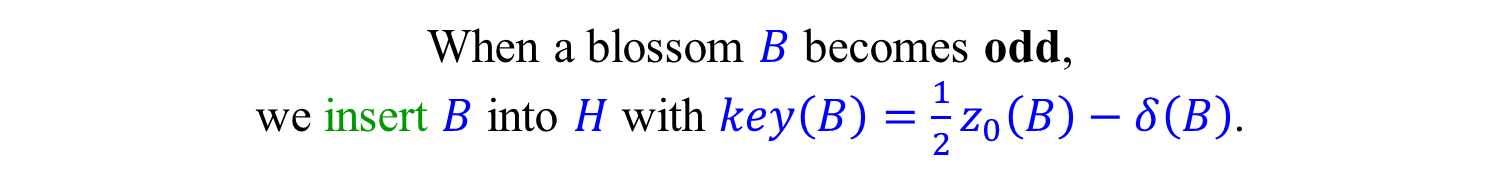 When a blossom B becomes odd,
we insert B into H with key(B) = 1/2 z₀(B) − δ(B).